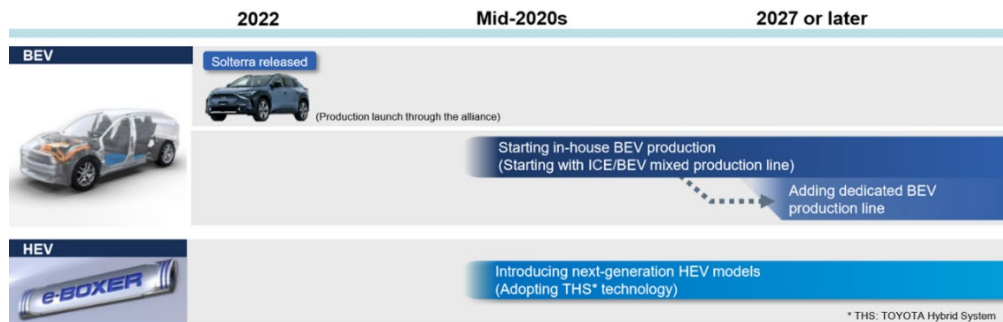 2022 Mid-2020s 2027 or later
BEV
Solterra released
(Production launch through the alliance)
Starting in-house BEV production
(Starting with ICE/BEV mixed production line)
Adding dedicated BEV
production line
HEV
e-BOXER
Introducing next-generation HEV models
(Adopting THS* technology)
* THS: TOYOTA Hybrid System